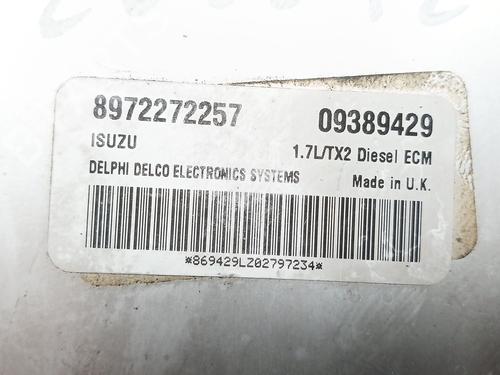 8972272257 09389429
ISUZU 1.7L/TX2 Diesel ECM
DELPHI DELCO ELECTRONICS SYSTEMS Made in U.K.
*869429LZ02797234*